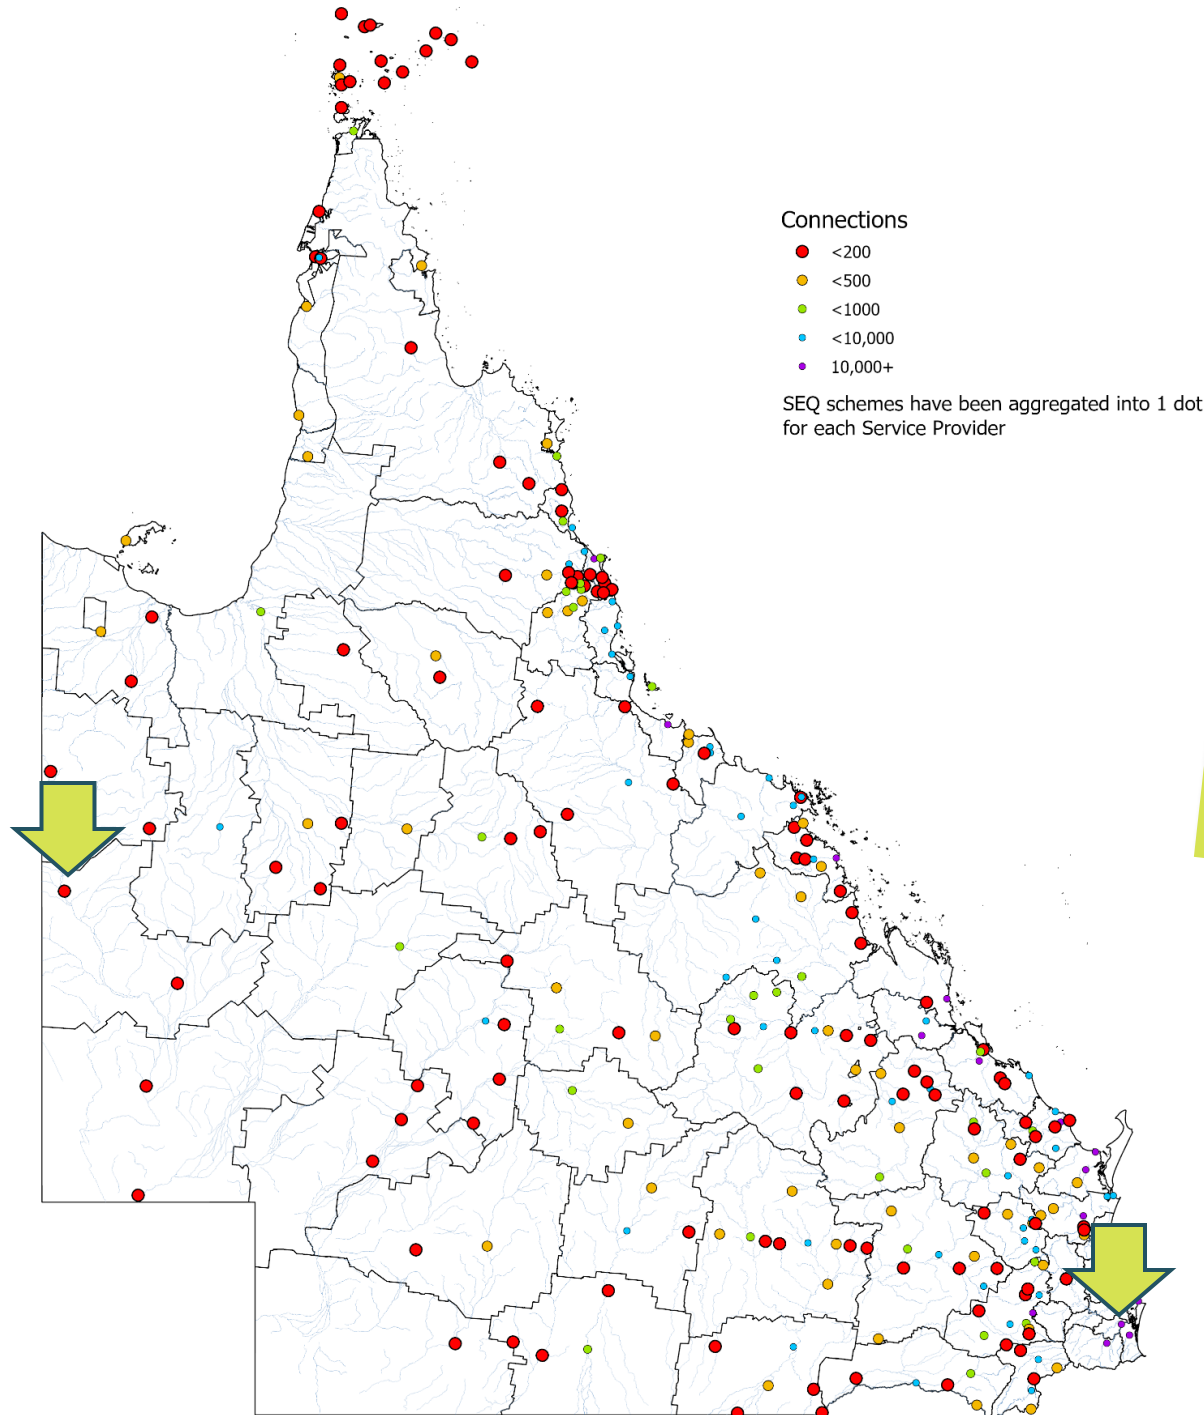 Connections
<200
<500
<1000
<10,000
10,000+
SEQ schemes have been aggregated into 1 dot
for each Service Provider